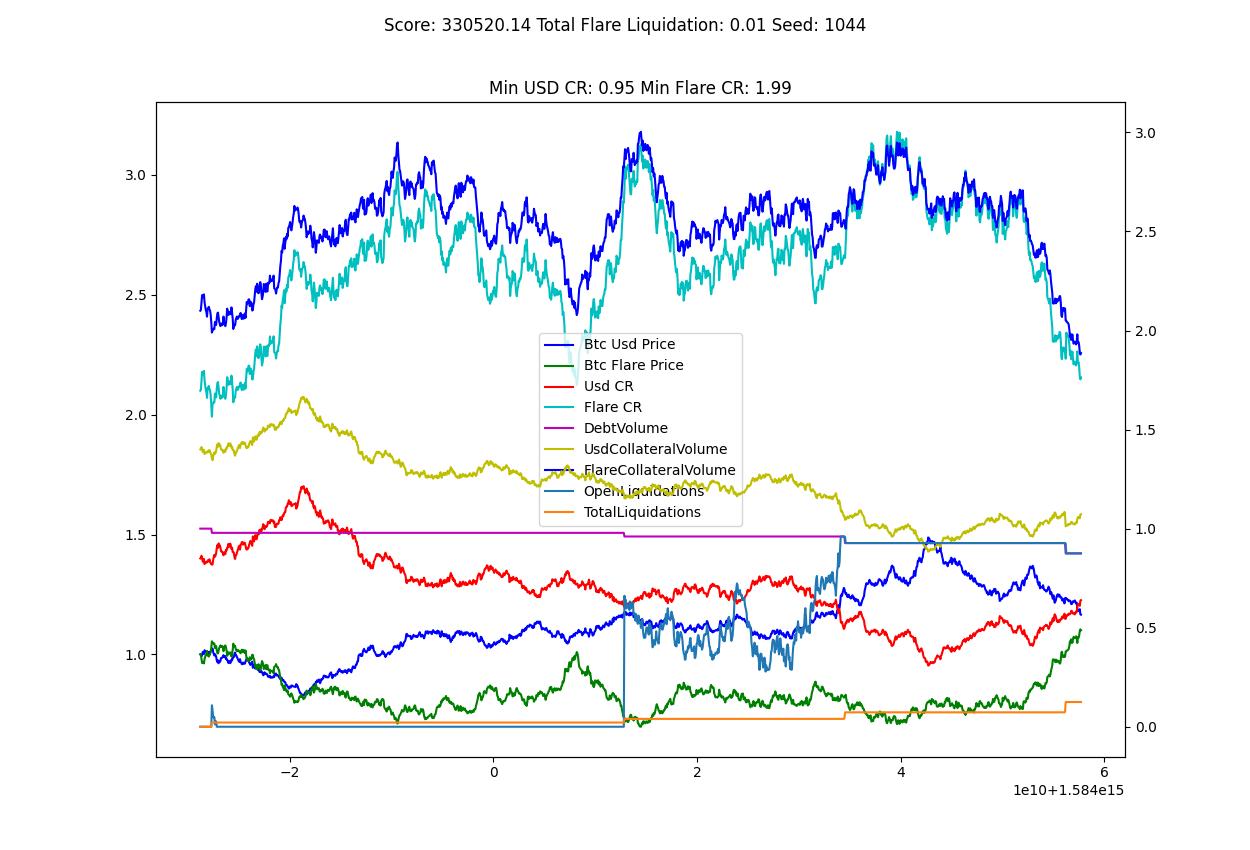 Score: 330520.14 Total Flare Liquidation: 0.01 Seed: 1044
Min USD CR: 0.95 Min Flare CR: 1.99
3.0
2.5
2.0
1.5
1.0
3.0
2.5
2.0
1.5
1.0
0.5
0.0
Btc Usd Price
Btc Flare Price
Usd CR
Flare CR
DebtVolume
UsdCollateralVolume
FlareCollateralVolume
OpenLiquidations
TotalLiquidations
−2 0 2 4 6
1e10+1.584e15